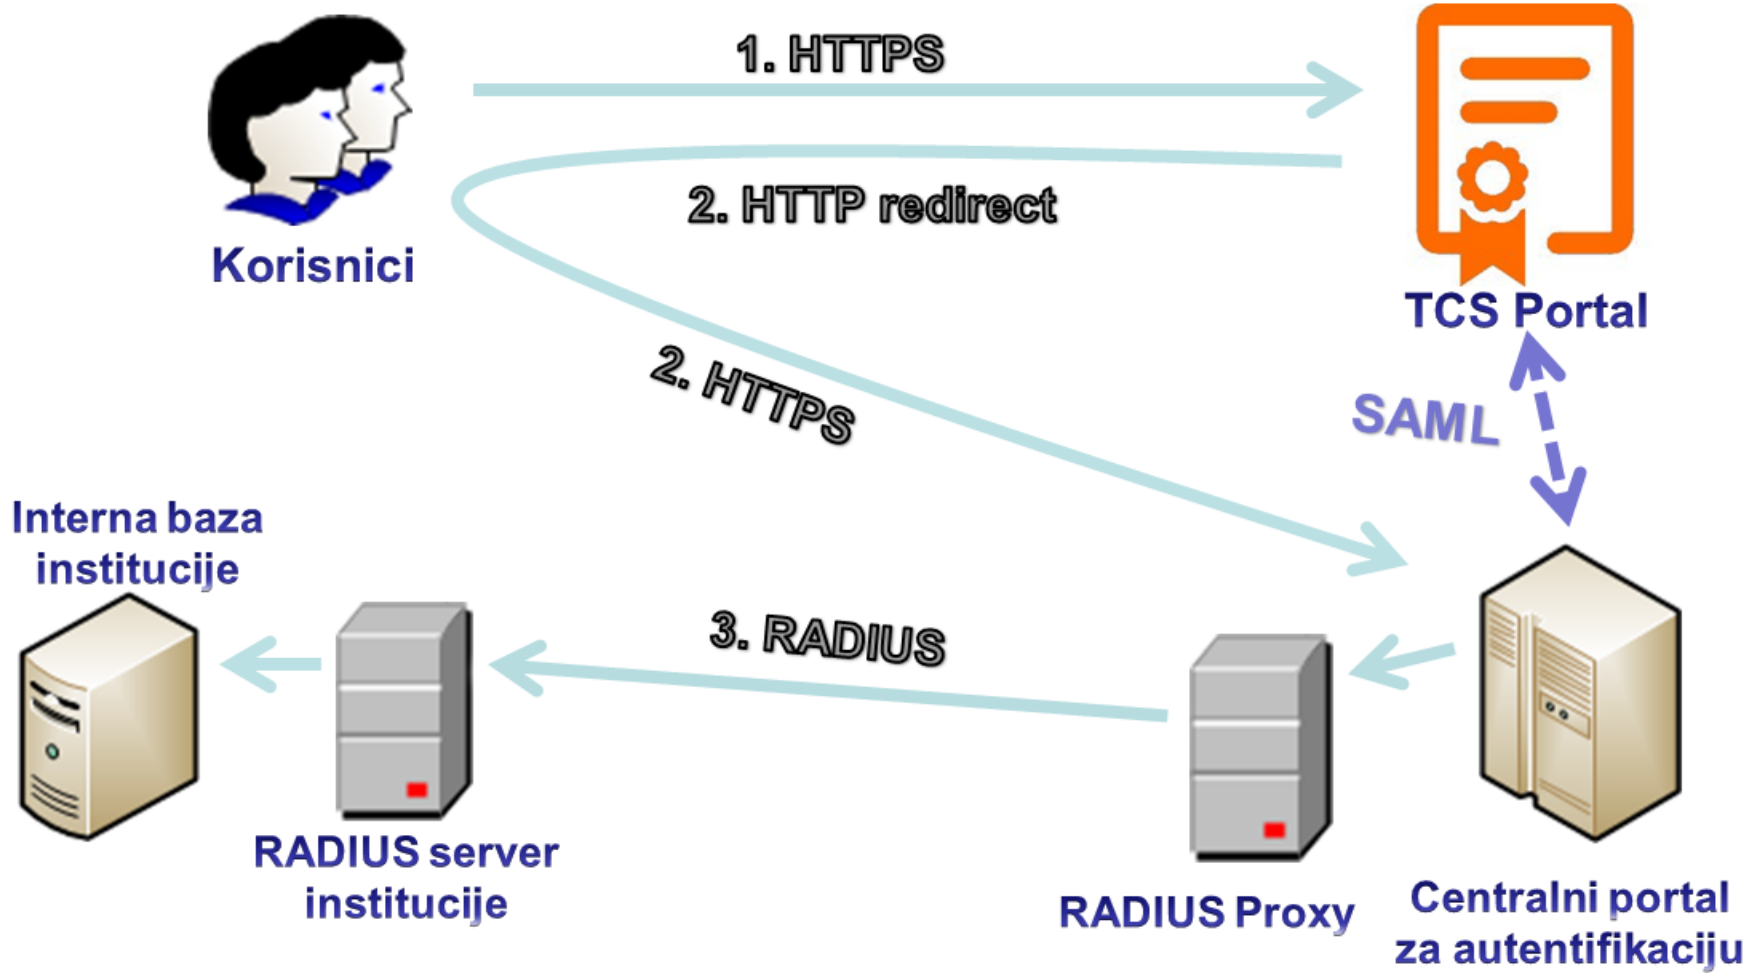 1. HTTPS
2. HTTP redirect
Korisnici
TCS Portal
2. HTTPS
SAML
Interna baza
institucije
3. RADIUS
RADIUS server
institucije
RADIUS Proxy
Centralni portal
za autentifikaciju